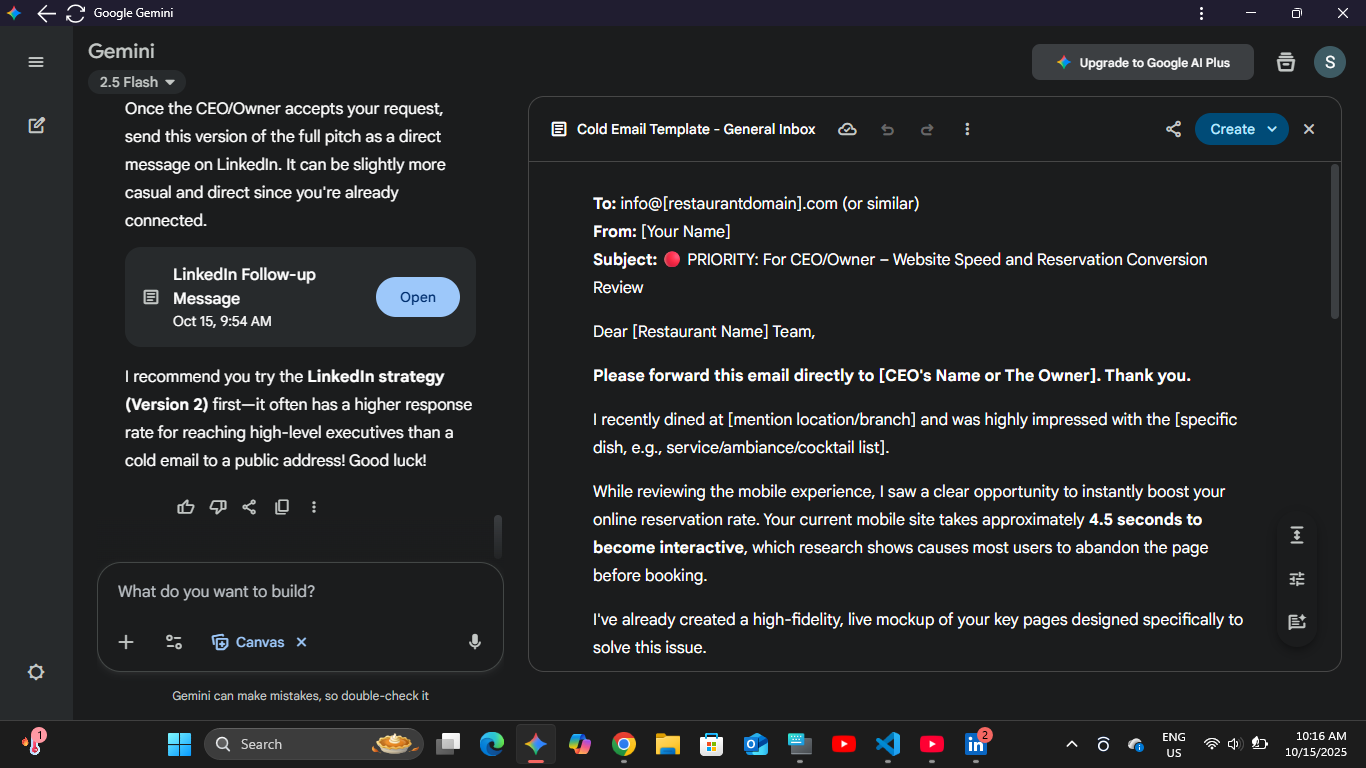 Google Gemini
Gemini
2.5 Flash
Upgrade to Google AI Plus
S
Once the CEO/Owner accepts your request,
send this version of the full pitch as a direct
message on LinkedIn. It can be slightly more
casual and direct since you're already
connected.
LinkedIn Follow-up
Message
Oct 15, 9:54 AM
Open
I recommend you try the LinkedIn strategy
(Version 2) first—it often has a higher response
rate for reaching high-level executives than a
cold email to a public address! Good luck!
What do you want to build?
Canvas
Gemini can make mistakes, so double-check it
Cold Email Template - General Inbox
Create
To: info@[restaurantdomain].com (or similar)
From: [Your Name]
Subject: 🔴 PRIORITY: For CEO/Owner – Website Speed and Reservation Conversion
Review
Dear [Restaurant Name] Team,
Please forward this email directly to [CEO's Name or The Owner]. Thank you.
I recently dined at [mention location/branch] and was highly impressed with the [specific
dish, e.g., service/ambiance/cocktail list].
While reviewing the mobile experience, I saw a clear opportunity to instantly boost your
online reservation rate. Your current mobile site takes approximately 4.5 seconds to
become interactive, which research shows causes most users to abandon the page
before booking.
I've already created a high-fidelity, live mockup of your key pages designed specifically to
solve this issue.
1
Search
in
2
ENG
US
10:16 AM
10/15/2025